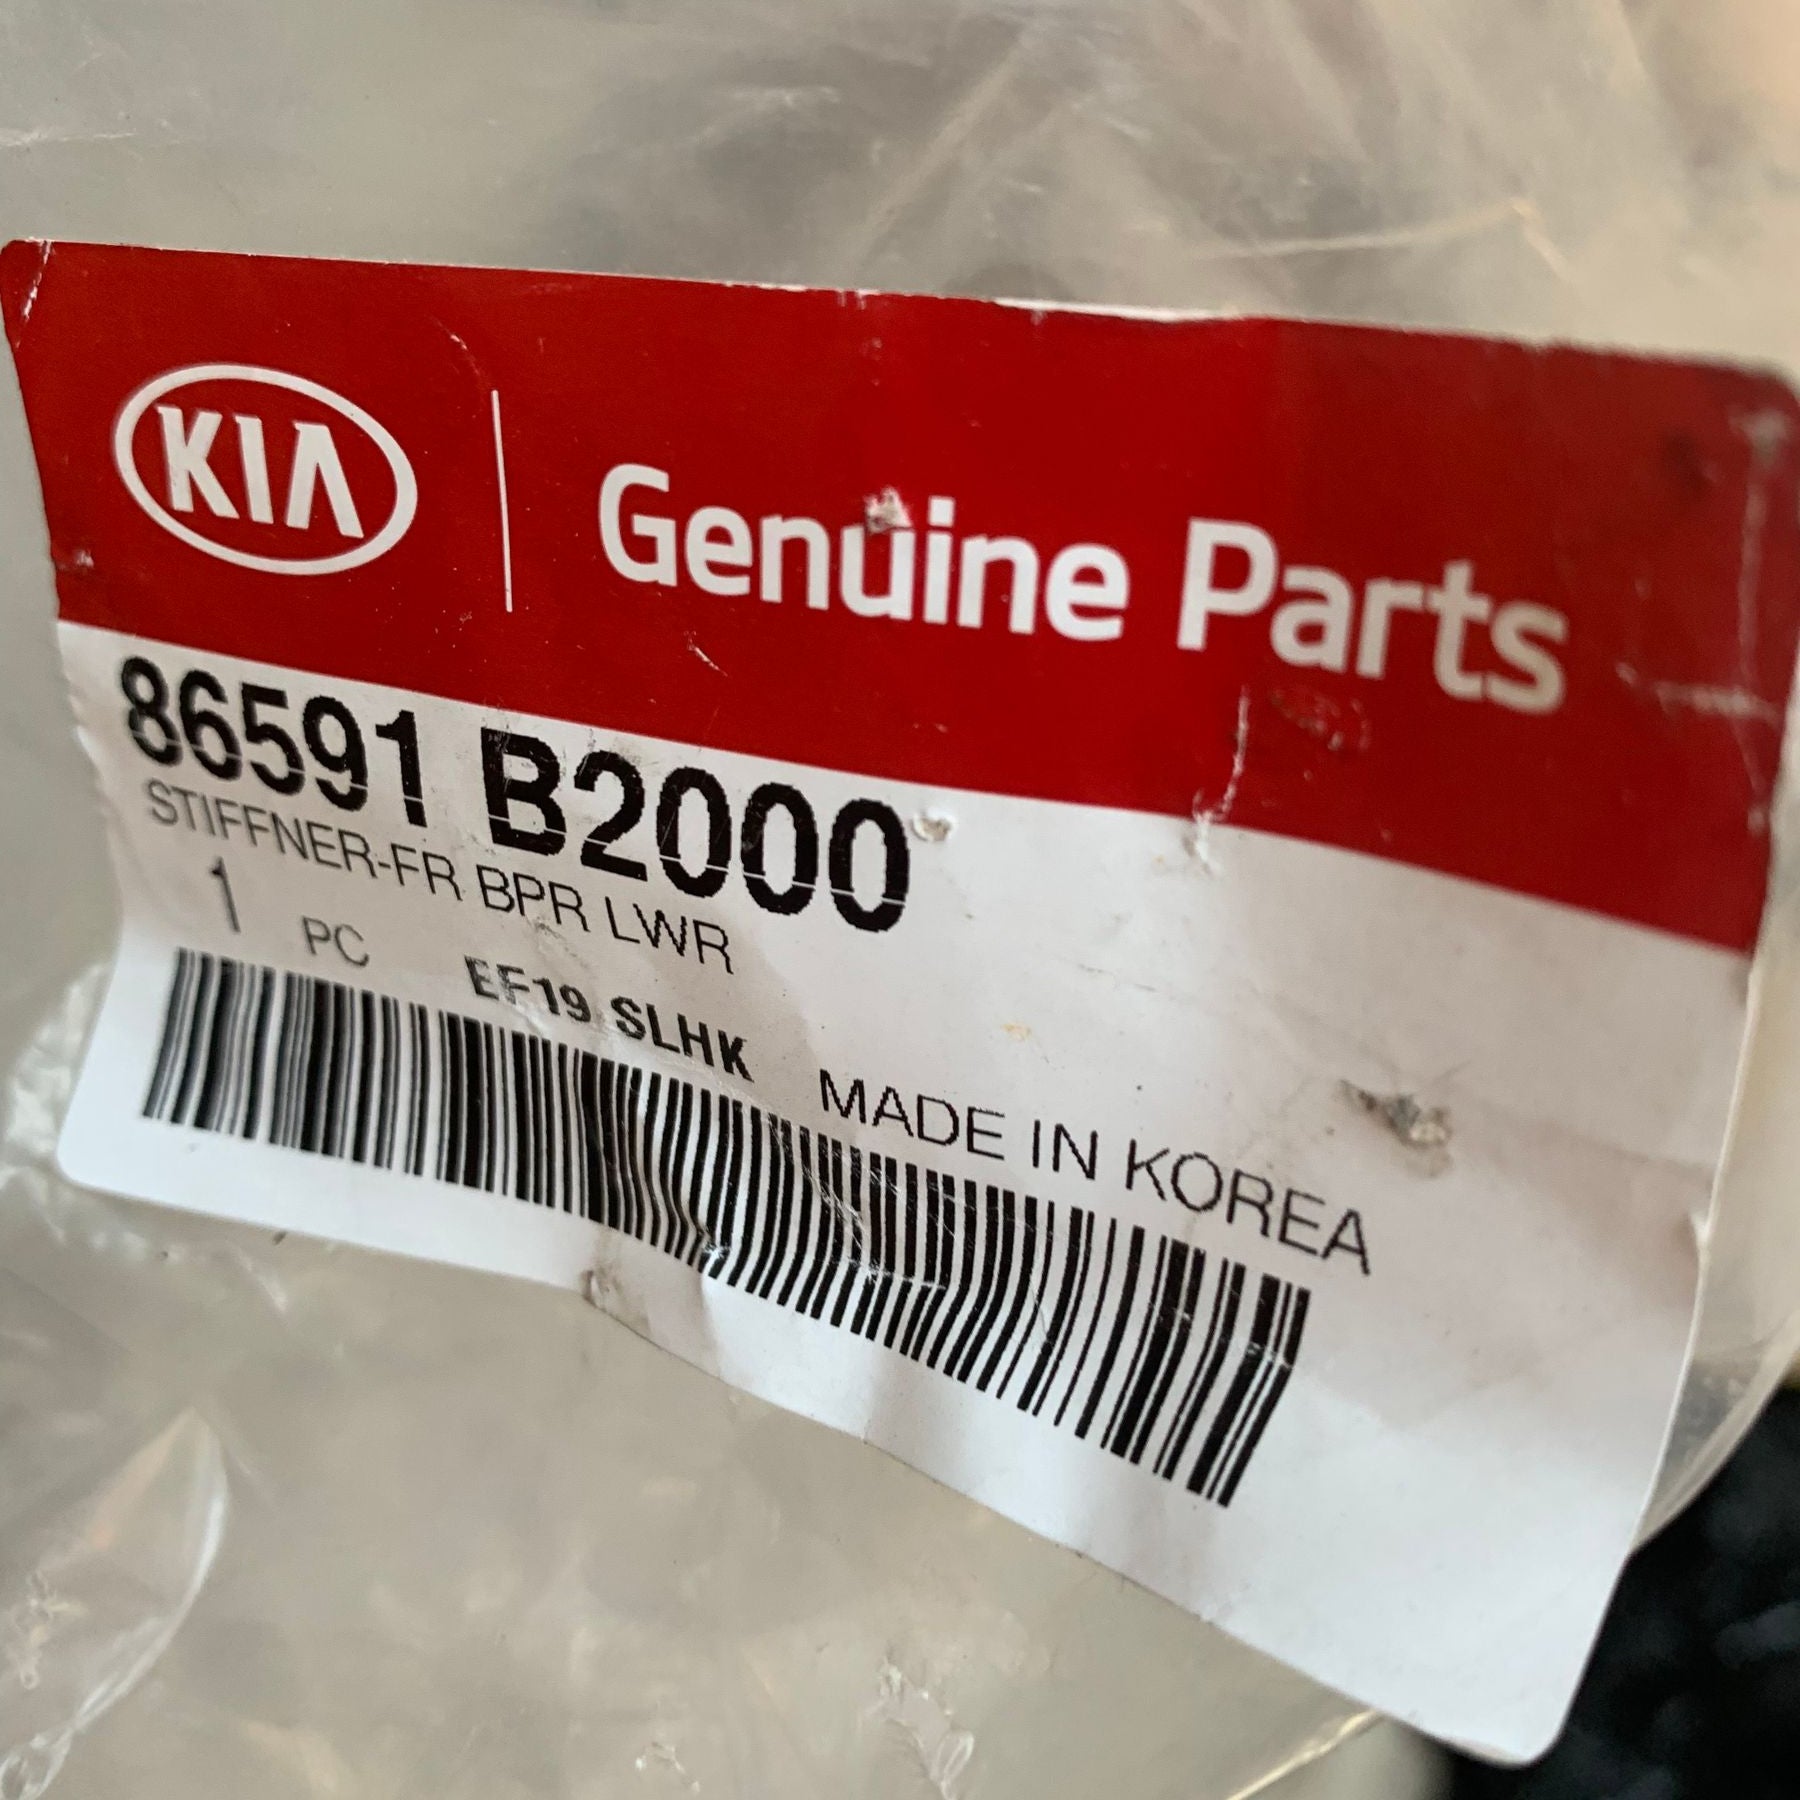 KIA Genuine Parts
86591 B2000
STIFFNER-FR BPR LWR
1 PC EF19 SLHK
MADE IN KOREA